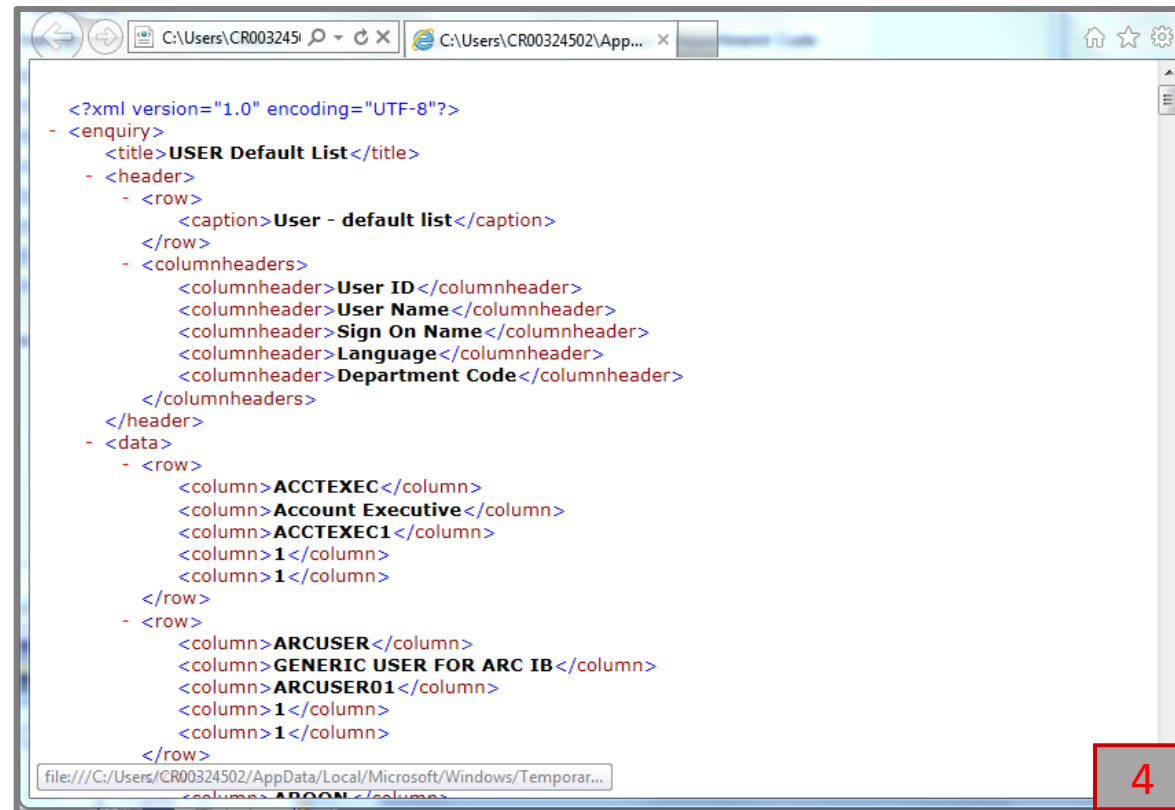 C:\Users\CR0032450
C:\Users\CR00324502\App...
<?xml version="1.0" encoding="UTF-8"?>
- <enquiry>
<title>USER Default List</title>
- <header>
- <row>
<caption>User - default list</caption>
</row>
- <columnheaders>
<columnheader>User ID</columnheader>
<columnheader>User Name</columnheader>
<columnheader>Sign On Name</columnheader>
<columnheader>Language</columnheader>
<columnheader>Department Code</columnheader>
</columnheaders>
</header>
- <data>
- <row>
<column>ACCTEXEC</column>
<column>Account Executive</column>
<column>ACCTEXEC1</column>
<column>1</column>
<column>1</column>
</row>
- <row>
<column>ARCUSER</column>
<column>GENERIC USER FOR ARC IB</column>
<column>ARCUSER01</column>
<column>1</column>
<column>1</column>
</row>
file:///C:/Users/CR00324502/AppData/Local/Microsoft/Windows/Temporar...
4